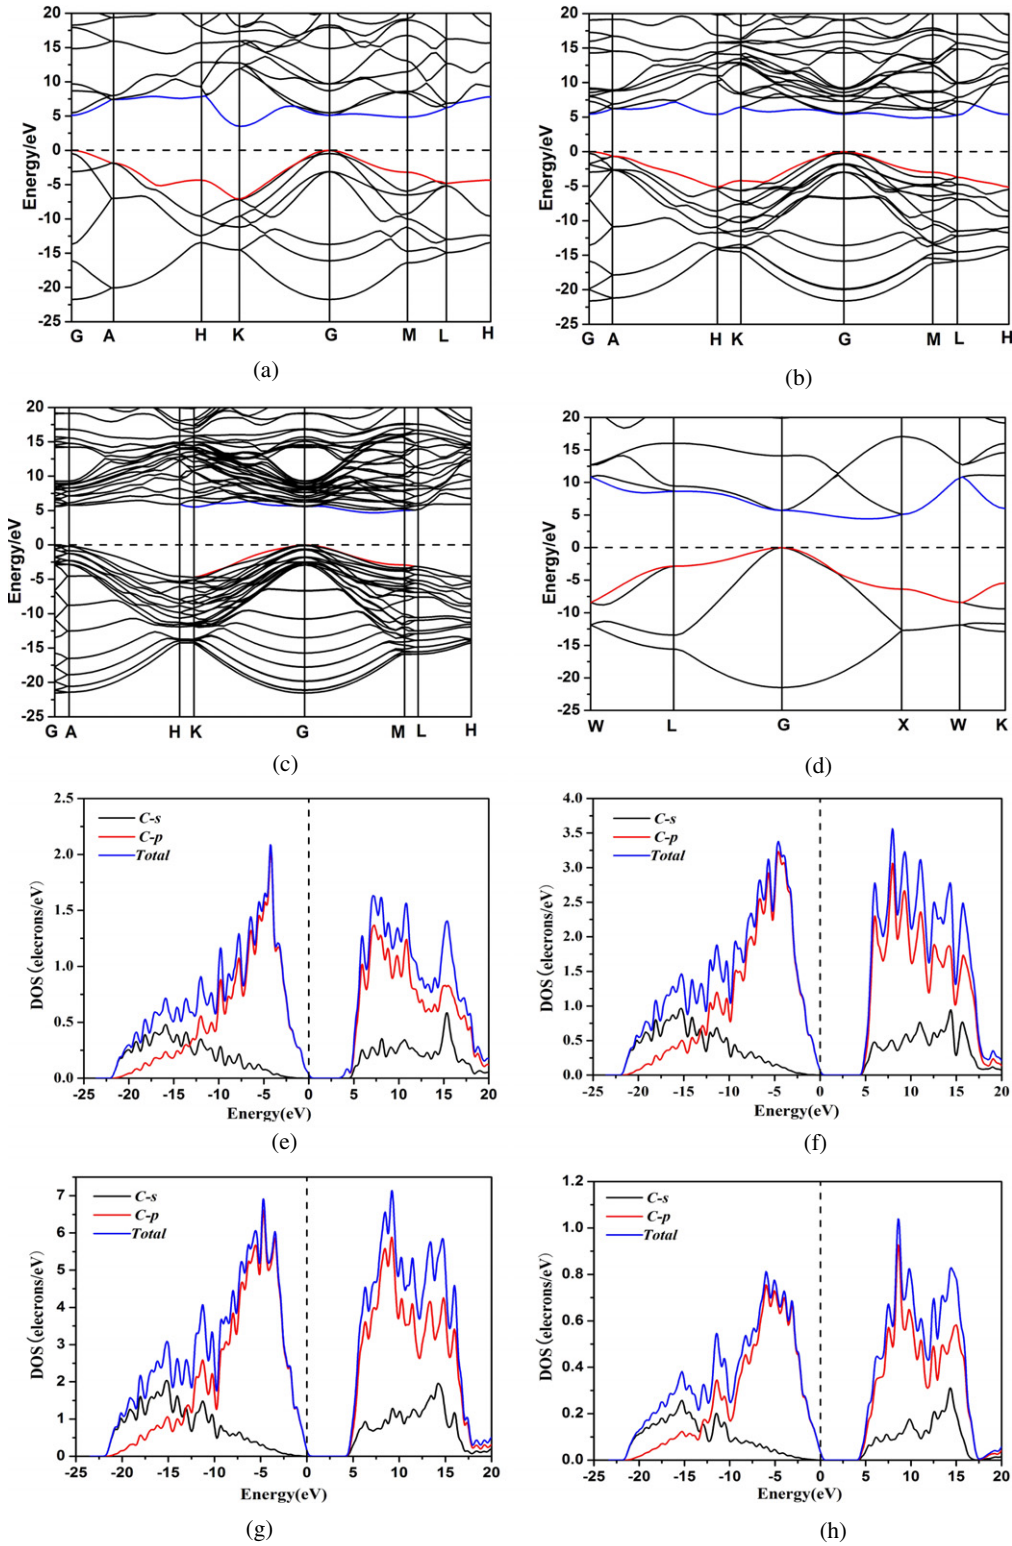 20
15
10
5
0
-5
-10
-15
-20
-25
Energy/eV
G A H K G M L H
(a)
20
15
10
5
0
-5
-10
-15
-20
-25
Energy/eV
G A H K G M L H
(b)
20
15
10
5
0
-5
-10
-15
-20
-25
Energy/eV
G A H K G M L H
(c)
20
15
10
5
0
-5
-10
-15
-20
-25
Energy/eV
W L G X W K
(d)
2.5
2.0
1.5
1.0
0.5
0.0
DOS(elecrons/eV)
C-s
C-p
Total
-25 -20 -15 -10 -5 0 5 10 15 20
Energy(eV)
(e)
4.0
3.5
3.0
2.5
2.0
1.5
1.0
0.5
0.0
DOS(elecrons/eV)
C-s
C-p
Total
-25 -20 -15 -10 -5 0 5 10 15 20
Energy(eV)
(f)
7
6
5
4
3
2
1
0
DOS(elecrons/eV)
C-s
C-p
Total
-25 -20 -15 -10 -5 0 5 10 15 20
Energy(eV)
(g)
1.2
1.0
0.8
0.6
0.4
0.2
0.0
DOS(elecrons/eV)
C-s
C-p
Total
-25 -20 -15 -10 -5 0 5 10 15 20
Energy(eV)
(h)